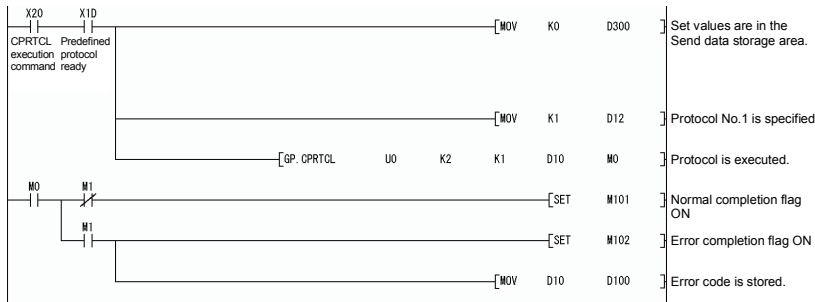 X20 X1D
[MOV K0 D300] Set values are in the
Send data storage area.
CPRTCL Predefined
execution protocol
command ready
[MOV K1 D12] Protocol No.1 is specified
[GP.CPRTCL U0 K2 K1 D10 M0] Protocol is executed.
M0 M1
[SET M101] Normal completion flag
ON
M1
[SET M102] Error completion flag ON
[MOV D10 D100] Error code is stored.